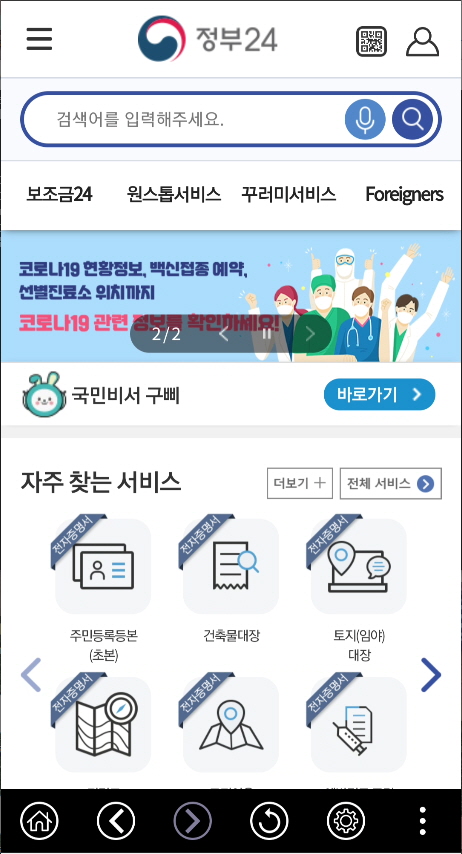 정부24
검색어를 입력해주세요.
보조금24 원스톱서비스 꾸러미서비스 Foreigners
코로나19 현황정보, 백신접종 예약,
선별진료소 위치까지
코로나19 관련 정보를 확인하세요!
2/2
국민비서 구삐
바로가기
자주 찾는 서비스
더보기
전체 서비스
전자증명서 전자증명서 전자증명서
주민등록등본 건축물대장 토지(임야)
(초본) 대장
전자증명서 전자증명서 전자증명서